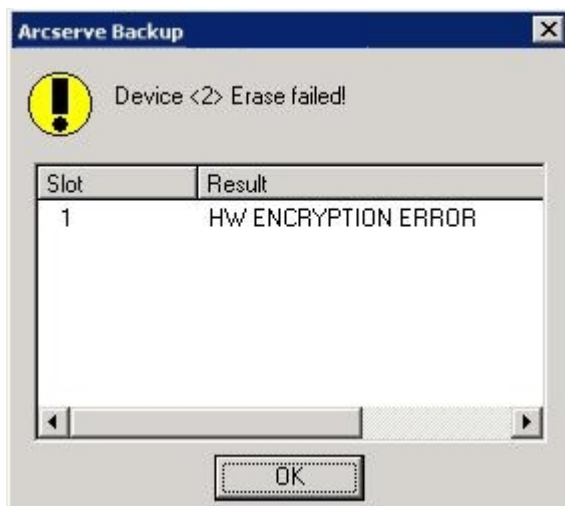 Arcserve Backup
Device <2> Erase failed!
Slot Result
1 HW ENCRYPTION ERROR
OK